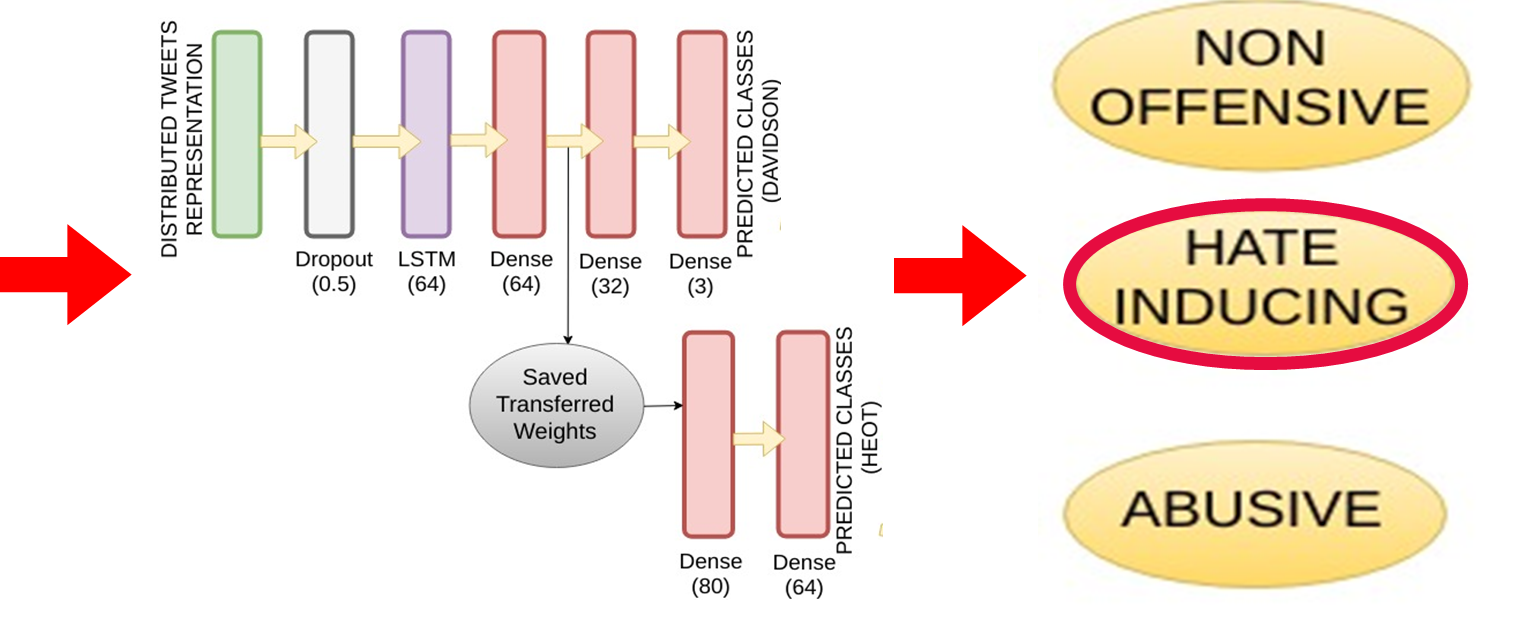 DISTRIBUTED TWEETS
REPRESENTATION
Dropout
(0.5)
LSTM
(64)
Dense
(64)
Dense
(32)
Dense
(3)
PREDICTED CLASSES
(DAVIDSON)
Saved
Transferred
Weights
Dense
(80)
Dense
(64)
PREDICTED CLASSES
(HEOT)
NON
OFFENSIVE
HATE
INDUCING
ABUSIVE